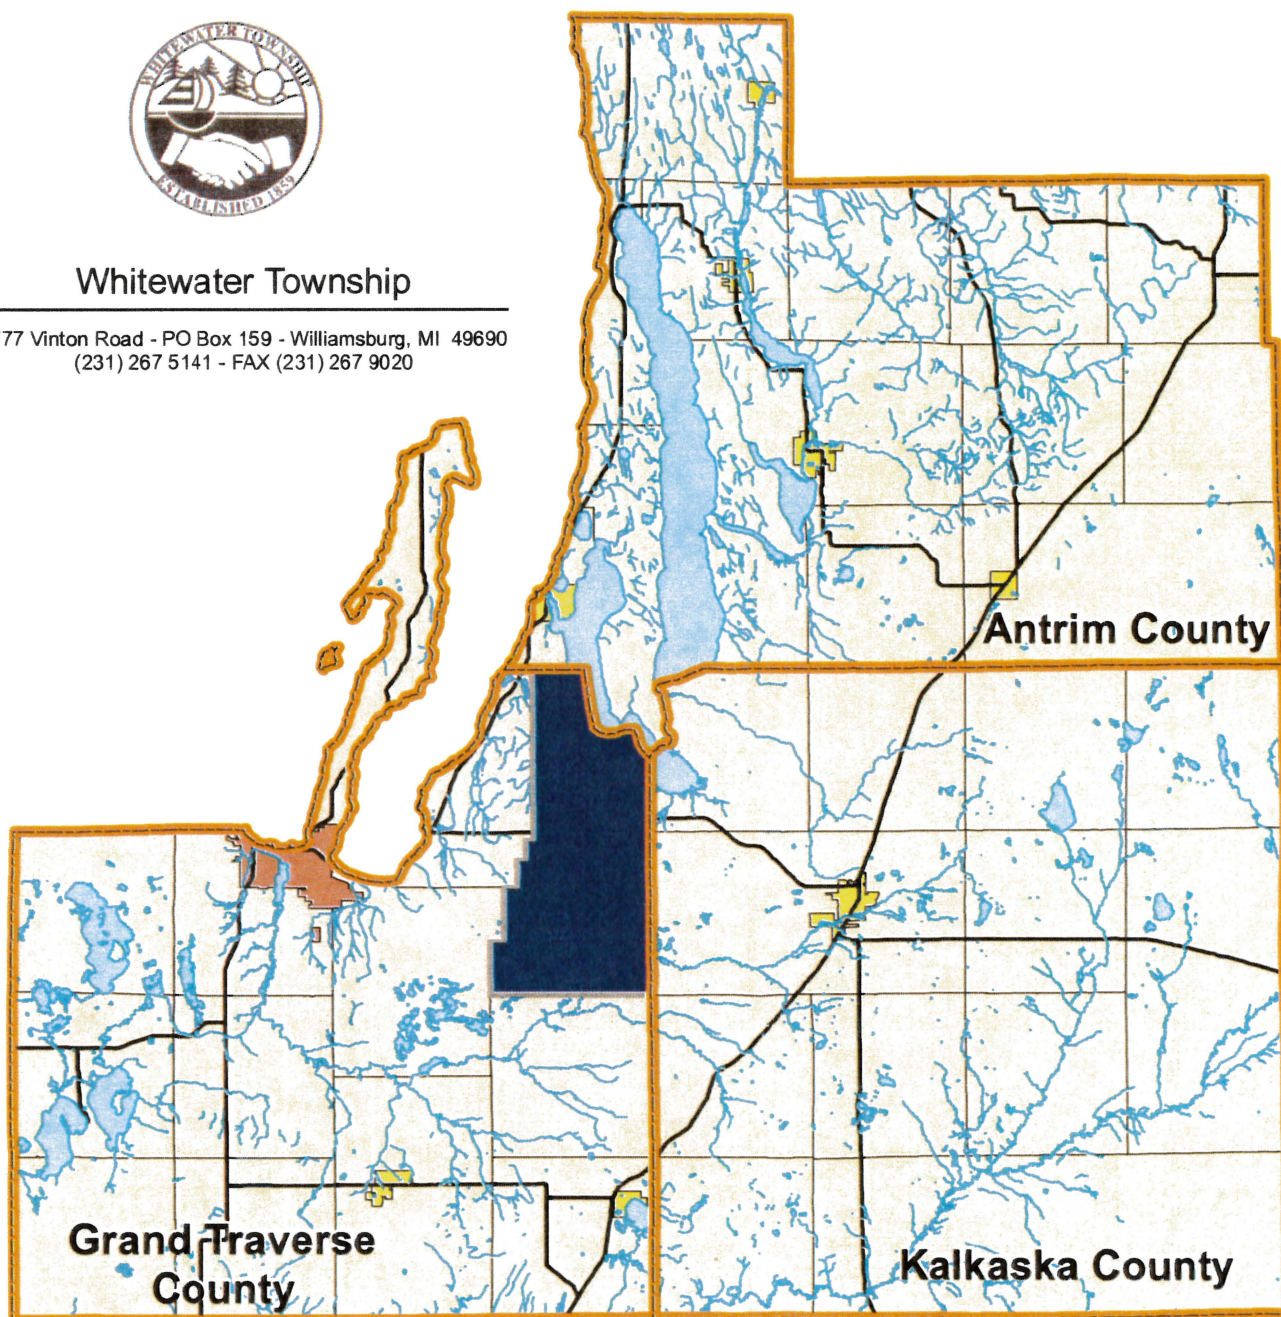 WHITEWATER TOWNSHIP
ESTABLISHED 1859
Whitewater Township
77 Vinton Road - PO Box 159 - Williamsburg, MI 49690
(231) 267 5141 - FAX (231) 267 9020
Antrim County
Grand Traverse
County
Kalkaska County